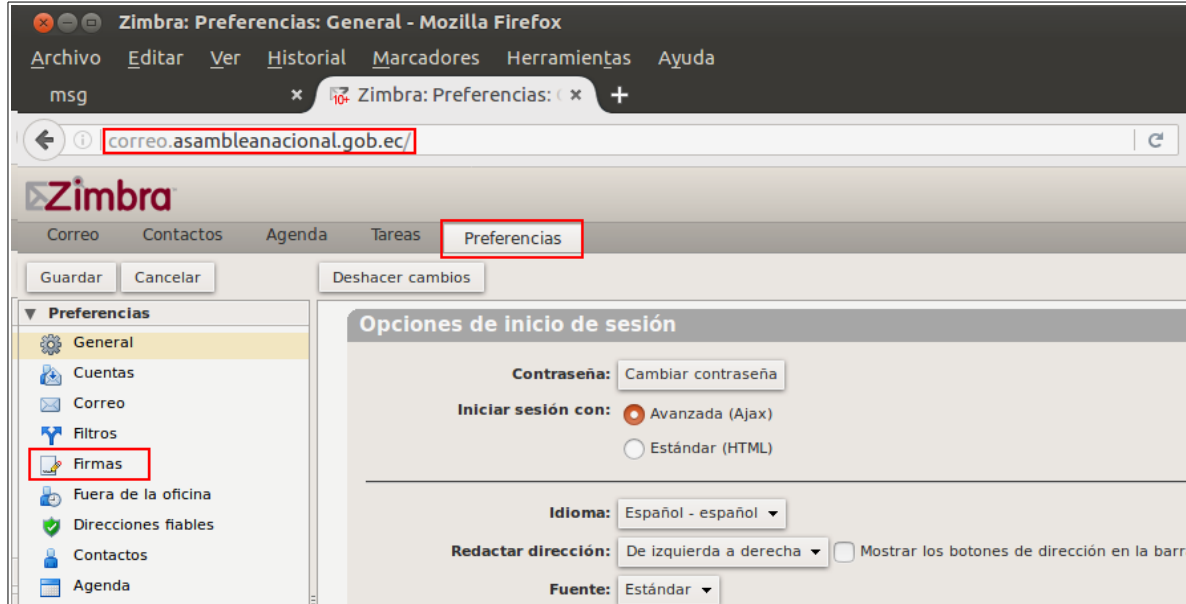 Zimbra: Preferencias: General - Mozilla Firefox
Archivo Editar Ver Historial Marcadores Herramientas Ayuda
msg × 10+ Zimbra: Preferencias: × +
correo.asambleanacional.gob.ec/
Zimbra
Correo Contactos Agenda Tareas Preferencias
Guardar Cancelar Deshacer cambios
Preferencias
General
Cuentas
Correo
Filtros
Firmas
Fuera de la oficina
Direcciones fiables
Contactos
Agenda
Opciones de inicio de sesión
Contraseña: Cambiar contraseña
Iniciar sesión con: Avanzada (Ajax)
Estándar (HTML)
Idioma: Español - español
Redactar dirección: De izquierda a derecha Mostrar los botones de dirección en la barr
Fuente: Estándar